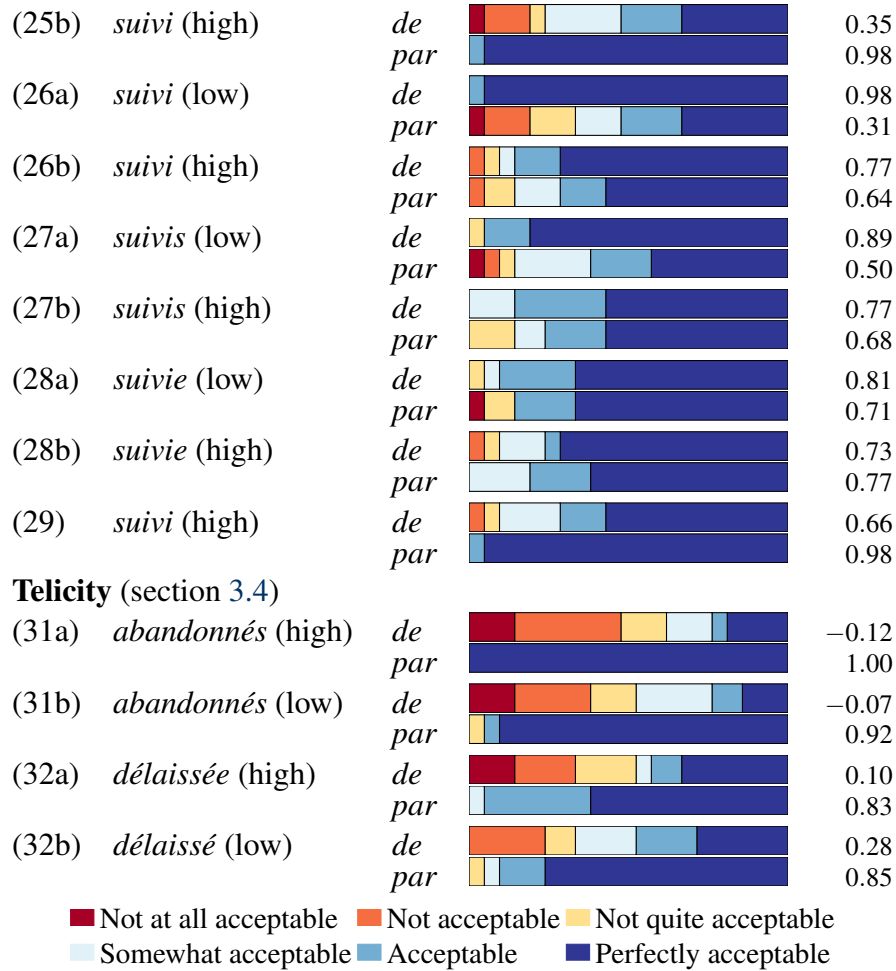 (25b) suivi (high) de 0.35
par 0.98
(26a) suivi (low) de 0.98
par 0.31
(26b) suivi (high) de 0.77
par 0.64
(27a) suivis (low) de 0.89
par 0.50
(27b) suivis (high) de 0.77
par 0.68
(28a) suivie (low) de 0.81
par 0.71
(28b) suivie (high) de 0.73
par 0.77
(29) suivi (high) de 0.66
par 0.98
Telicity (section 3.4)
(31a) abandonnés (high) de −0.12
par 1.00
(31b) abandonnés (low) de −0.07
par 0.92
(32a) délaissée (high) de 0.10
par 0.83
(32b) délaissé (low) de 0.28
par 0.85
Not at all acceptable Not acceptable Not quite acceptable
Somewhat acceptable Acceptable Perfectly acceptable